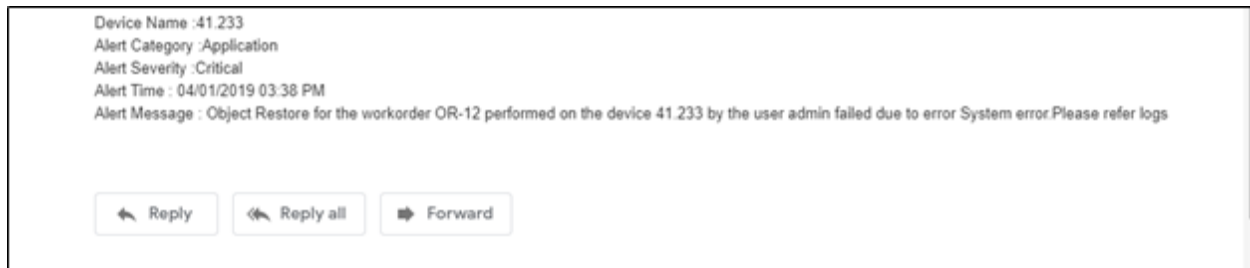 Device Name :41.233
Alert Category :Application
Alert Severity :Critical
Alert Time : 04/01/2019 03:38 PM
Alert Message : Object Restore for the workorder OR-12 performed on the device 41.233 by the user admin failed due to error System error.Please refer logs
Reply
Reply all
Forward